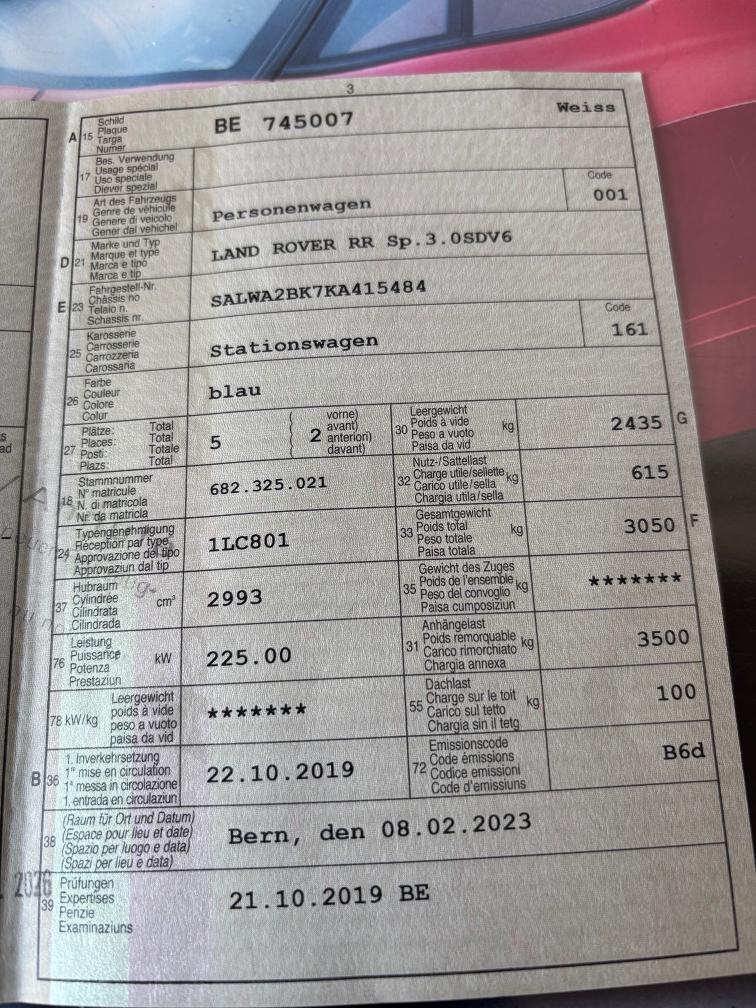 3
A 15 Schild
Plaque
Targa
Numer
BE 745007 Weiss
17 Bes. Verwendung
Usage spécial
Uso speciale
Diever spezial
19 Art des Fahrzeugs
Genre de véhicule
Genere di veicolo
Gener dal vehichel
Personenwagen
Code
001
D 21 Marke und Typ
Marque et type
Marca e tipo
Marca e tip
LAND ROVER RR Sp.3.0SDV6
E 23 Fahrgestell-Nr.
Châssis no
Telaio n.
Schassis nr.
SALWA2BK7KA415484
25 Karosserie
Carrosserie
Carrozzeria
Carossaria
Stationswagen
Code
161
26 Farbe
Couleur
Colore
Colur
blau
27 Plätze: Total
Places: Total
Posti: Totale
Plazs: Total
5
2
vorne)
avant)
anteriori)
davant)
30 Leergewicht
Poids à vide
Peso a vuoto
Paisa da vid
kg
2435 G
18 Stammnummer
N° matricule
N. di matricola
Nr. da matricla
682.325.021
32 Nutz-/Sattellast
Charge utile/sellette
Carico utile/sella
Chargia utila/sella
kg
615
24 Typengenehmigung
Réception par type
Approvazione del tipo
Approvaziun dal tip
1LC801
33 Gesamtgewicht
Poids total
Peso totale
Paisa totala
kg
3050 F
37 Hubraum
Cylindrée
Cilindrata
Cilindrada
cm³
2993
35 Gewicht des Zuges
Poids de l'ensemble
Peso del convoglio
Paisa cumposiziun
kg
*******
76 Leistung
Puissance
Potenza
Prestaziun
kW
225.00
31 Anhängelast
Poids remorquable
Carico rimorchiato
Chargia annexa
kg
3500
78 kW/kg Leergewicht
poids à vide
peso a vuoto
paisa da vid
*******
55 Dachlast
Charge sur le toit
Carico sul tetto
Chargia sin il tetg
kg
100
B 36 1. Inverkehrsetzung
1re mise en circulation
1a messa in circolazione
1. entrada en circulaziun
22.10.2019
72 Emissionscode
Code émissions
Codice emissioni
Code d'emissiuns
B6d
38 (Raum für Ort und Datum)
(Espace pour lieu et date)
(Spazio per luogo e data)
(Spazi per lieu e data)
Bern, den 08.02.2023
39 Prüfungen
Expertises
Perizie
Examinaziuns
21.10.2019 BE
2026